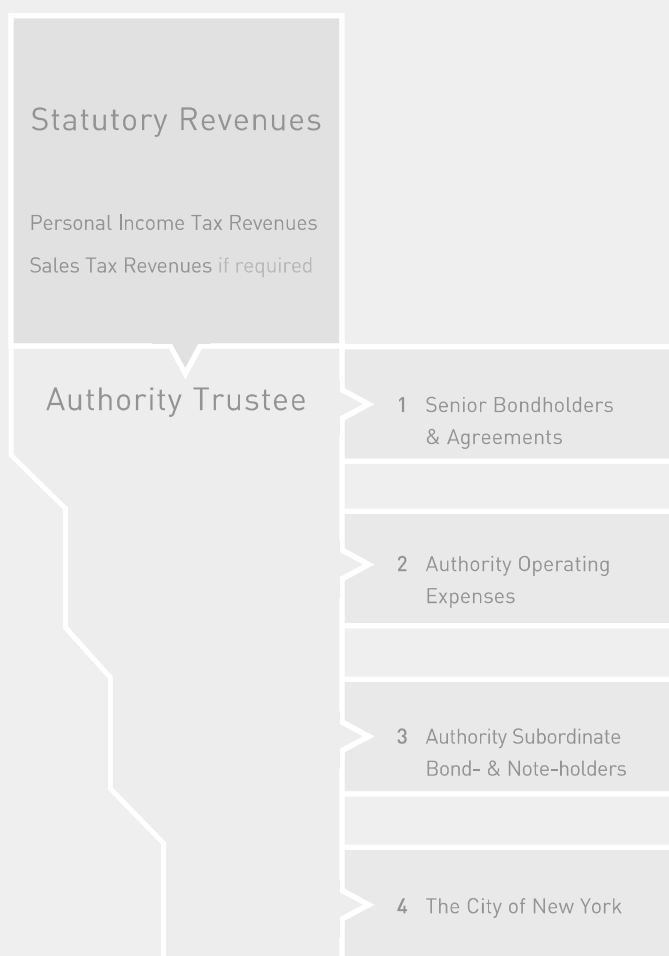 Statutory Revenues
Personal Income Tax Revenues
Sales Tax Revenues if required
Authority Trustee
1 Senior Bondholders
& Agreements
2 Authority Operating
Expenses
3 Authority Subordinate
Bond- & Note-holders
4 The City of New York